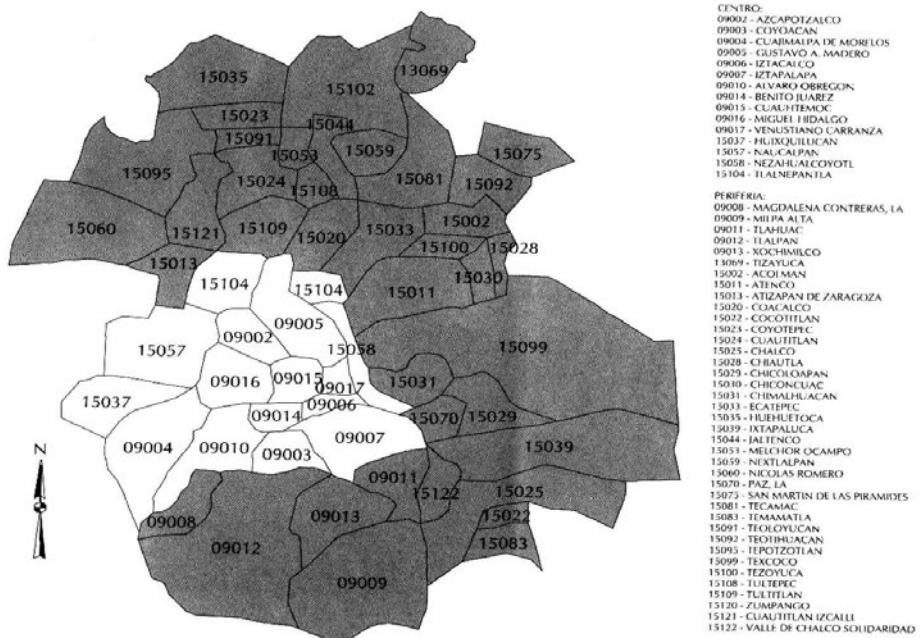 15035
13069
15102
15023
15044
15091
15053
15059
15075
15095
15024
15108
15081
15092
15060
15121
15109
15020
15033
15002
15100
15028
15013
15104
15104
15011
15030
09005
09002
15057
15058
15099
09016
09015
09017
15031
15037
09014
09006
15070
15029
09004
09010
09003
09007
15039
09011
15122
15025
09008
09013
15022
09012
15083
09009
N
CENTRO:
09002 - AZCAPOTZALCO
09003 - COYOACAN
09004 - CUAJIMALPA DE MORELOS
09005 - GUSTAVO A. MADERO
09006 - IZTACALCO
09007 - IZTAPALAPA
09010 - ALVARO OBREGON
09014 - BENITO JUAREZ
09015 - CUAUHTEMOC
09016 - MIGUEL HIDALGO
09017 - VENUSTIANO CARRANZA
15037 - HUIXQUILUCAN
15057 - NAUCALPAN
15058 - NEZAHUALCOYOTL
15104 - TLALNEPANTLA
PERIFERIA:
09008 - MAGDALENA CONTRERAS, LA
09009 - MILPA ALTA
09011 - TLAHUAC
09012 - TLALPAN
09013 - XOCHIMILCO
13069 - TIZAYUCA
15002 - ACOLMAN
15011 - ATENCO
15013 - ATIZAPAN DE ZARAGOZA
15020 - COACALCO
15022 - COCOTITLAN
15023 - COYOTEPEC
15024 - CUAUTITLAN
15025 - CHALCO
15028 - CHIAUTLA
15029 - CHICOLOAPAN
15030 - CHICONCUAC
15031 - CHIMALHUACAN
15033 - ECATEPEC
15035 - HUEHUETOCA
15039 - IXTAPALUCA
15044 - JALTENCO
15053 - MELCHOR OCAMPO
15059 - NEXTLALPAN
15060 - NICOLAS ROMERO
15070 - PAZ, LA
15075 - SAN MARTIN DE LAS PIRAMIDES
15081 - TECAMAC
15083 - TEMAMATLA
15091 - TEOLOYUCAN
15092 - TEOTIHUACAN
15095 - TEPOTZOTLAN
15099 - TEXCOCO
15100 - TEZOYUCA
15108 - TULTEPEC
15109 - TULTITLAN
15120 - ZUMPANGO
15121 - CUAUTITLAN IZCALLI
15122 - VALLE DE CHALCO SOLIDARIDAD